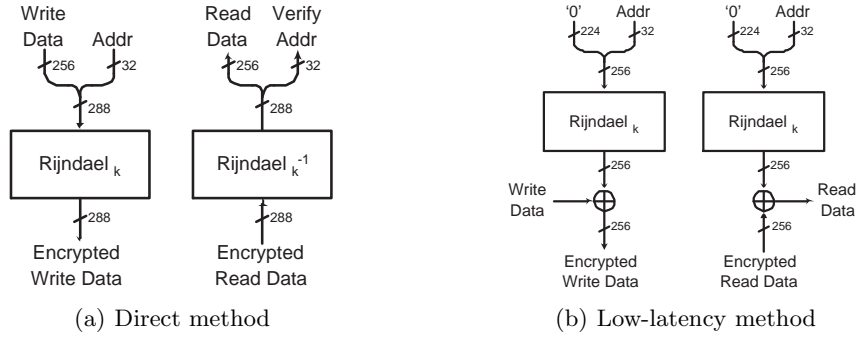 Write Data
Addr
256
32
288
Rijndael k
288
Encrypted Write Data
Read Data
Verify Addr
256
32
288
Rijndael k -1
288
Encrypted Read Data
(a) Direct method
'0'
Addr
224
32
256
Rijndael k
256
Write Data
256
Encrypted Write Data
'0'
Addr
224
32
256
Rijndael k
256
Read Data
256
Encrypted Read Data
(b) Low-latency method